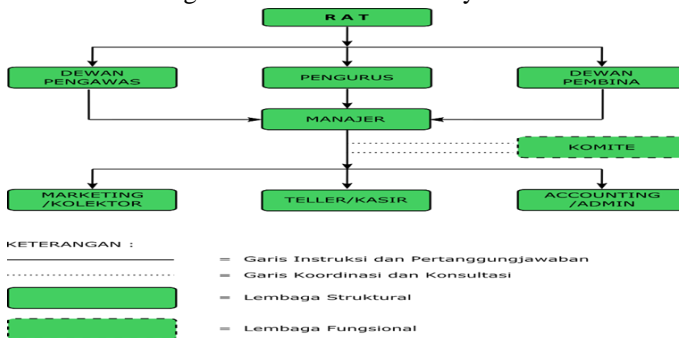 R A T
DEWAN
PENGAWAS
PENGURUS
DEWAN
PEMBINA
MANAJER
KOMITE
MARKETING
/KOLEKTOR
TELLER/KASIR
ACCOUNTING
/ADMIN
KETERANGAN :
= Garis Instruksi dan Pertanggungjawaban
= Garis Koordinasi dan Konsultasi
= Lembaga Struktural
= Lembaga Fungsional